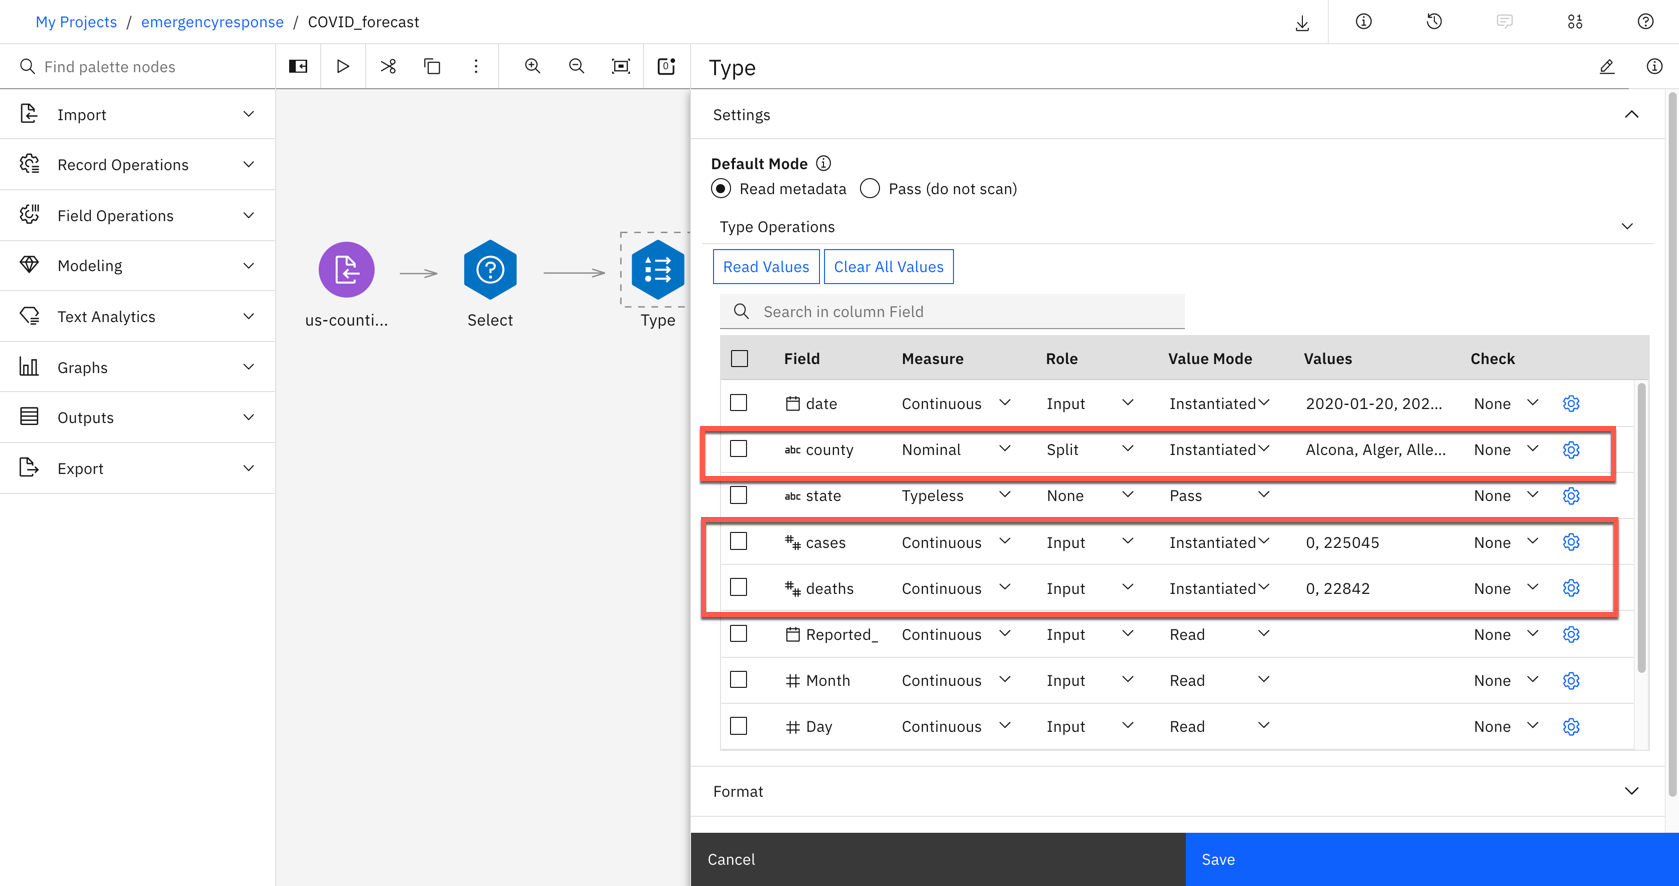 My Projects / emergencyresponse / COVID_forecast
Find palette nodes
Import
Record Operations
Field Operations
Modeling
Text Analytics
Graphs
Outputs
Export
us-counti...
Select
Type
Type
Settings
Default Mode
Read metadata Pass (do not scan)
Type Operations
Read Values Clear All Values
Search in column Field
Field Measure Role Value Mode Values Check
date Continuous Input Instantiated 2020-01-20, 202... None
abc county Nominal Split Instantiated Alcona, Alger, Alle... None
abc state Typeless None Pass None
cases Continuous Input Instantiated 0, 225045 None
deaths Continuous Input Instantiated 0, 22842 None
Reported_ Continuous Input Read None
Month Continuous Input Read None
Day Continuous Input Read None
Format
Cancel Save